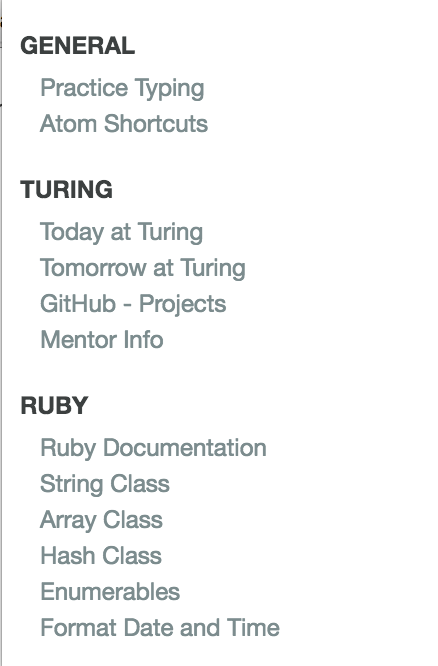 GENERAL
Practice Typing
Atom Shortcuts
TURING
Today at Turing
Tomorrow at Turing
GitHub - Projects
Mentor Info
RUBY
Ruby Documentation
String Class
Array Class
Hash Class
Enumerables
Format Date and Time